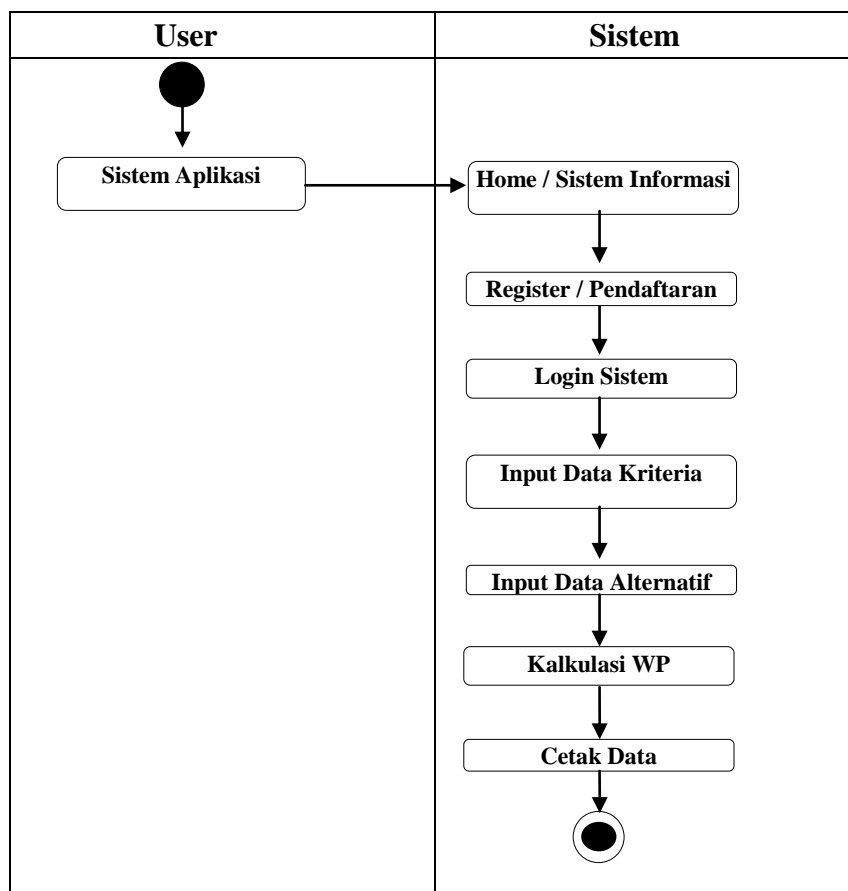 User
Sistem
Sistem Aplikasi
Home / Sistem Informasi
Register / Pendaftaran
Login Sistem
Input Data Kriteria
Input Data Alternatif
Kalkulasi WP
Cetak Data